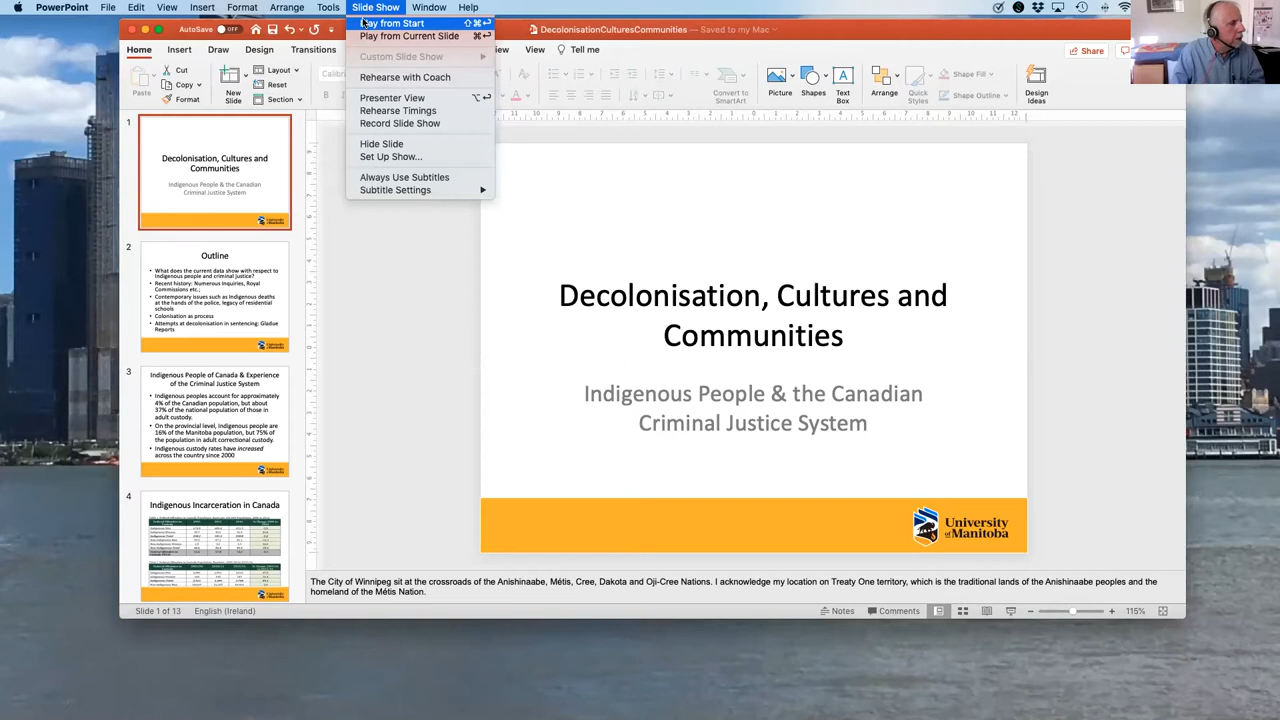 PowerPoint File Edit View Insert Format Arrange Tools Slide Show Window Help
AutoSave OFF
DecolonisationCulturesCommunities — Saved to my Mac
Home Insert Draw Design Transitions
View Tell me
Share
Play from Start ⇧⌘↩
Play from Current Slide ⌘↩
Custom Slide Show
Rehearse with Coach
Presenter View ⌥↩
Rehearse Timings
Record Slide Show
Hide Slide
Set Up Show...
Always Use Subtitles
Subtitle Settings
Paste
Cut
Copy
Format
New
Slide
Layout
Reset
Section
Convert to
SmartArt
Picture
Shapes
Text
Box
Arrange
Quick
Styles
Shape Fill
Shape Outline
Design
Ideas
1
Decolonisation, Cultures and
Communities
Indigenous People & the Canadian
Criminal Justice System
University
of Manitoba
2
Outline
• What does the current data show with respect to
Indigenous people and criminal justice?
• Recent history: Numerous Inquiries, Royal
Commissions etc.;
• Contemporary issues such as Indigenous deaths
at the hands of the police, legacy of residential
schools
• Colonisation as process
• Attempts at decolonisation in sentencing: Gladue
Reports
3
Indigenous People of Canada & Experience
of the Criminal Justice System
• Indigenous peoples account for approximately
4% of the Canadian population, but about
37% of the national population of those in
adult custody.
• On the provincial level, Indigenous people are
16% of the Manitoba population, but 75% of
the population in adult correctional custody.
• Indigenous custody rates have increased
across the country since 2000
4
Indigenous Incarceration in Canada
Decolonisation, Cultures and
Communities
Indigenous People & the Canadian
Criminal Justice System
University
of Manitoba
The City of Winnipeg sit at the crossroads of the Anishinaabe, Métis, Cree, Dakota and Oji-Cree Nations. I acknowledge my location on Treaty One territory, which is the traditional lands of the Anishinaabe peoples and the
homeland of the Métis Nation.
Slide 1 of 13 English (Ireland)
Notes Comments 115%